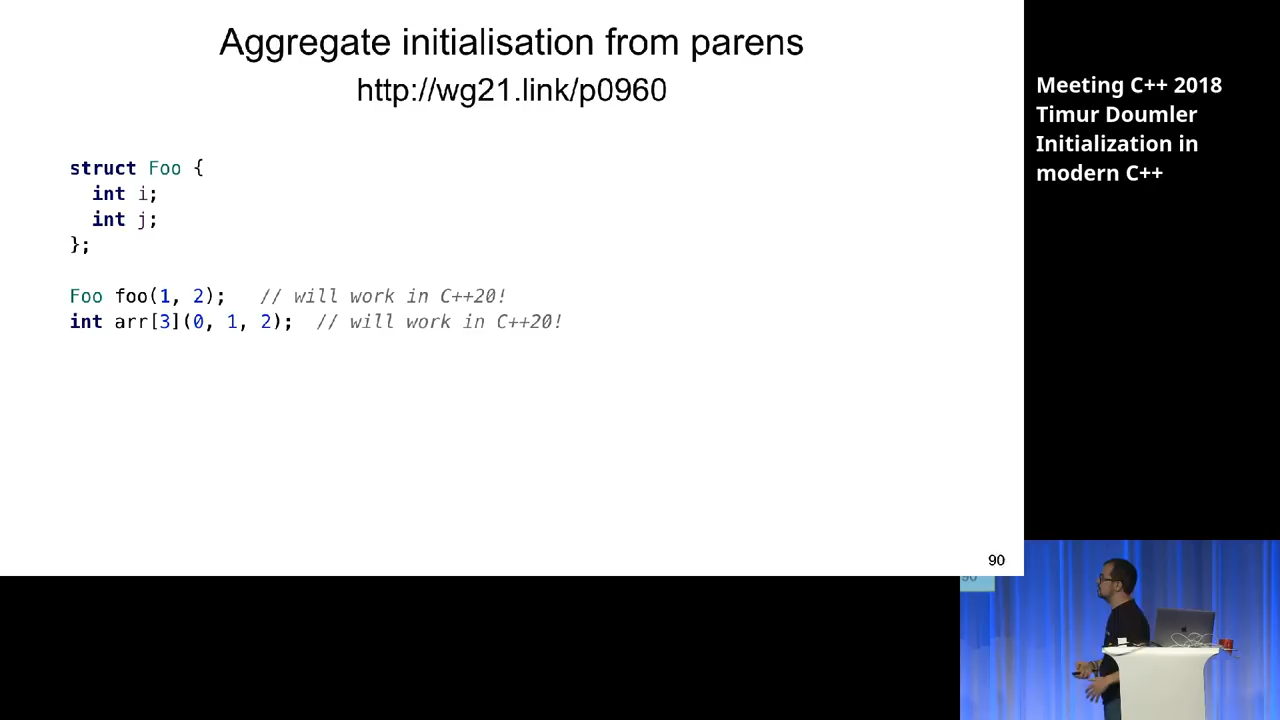 Aggregate initialisation from parens
http://wg21.link/p0960
struct Foo {
  int i;
  int j;
};
Foo foo(1, 2);   // will work in C++20!
int arr[3](0, 1, 2);  // will work in C++20!
90
Meeting C++ 2018
Timur Doumler
Initialization in
modern C++
90